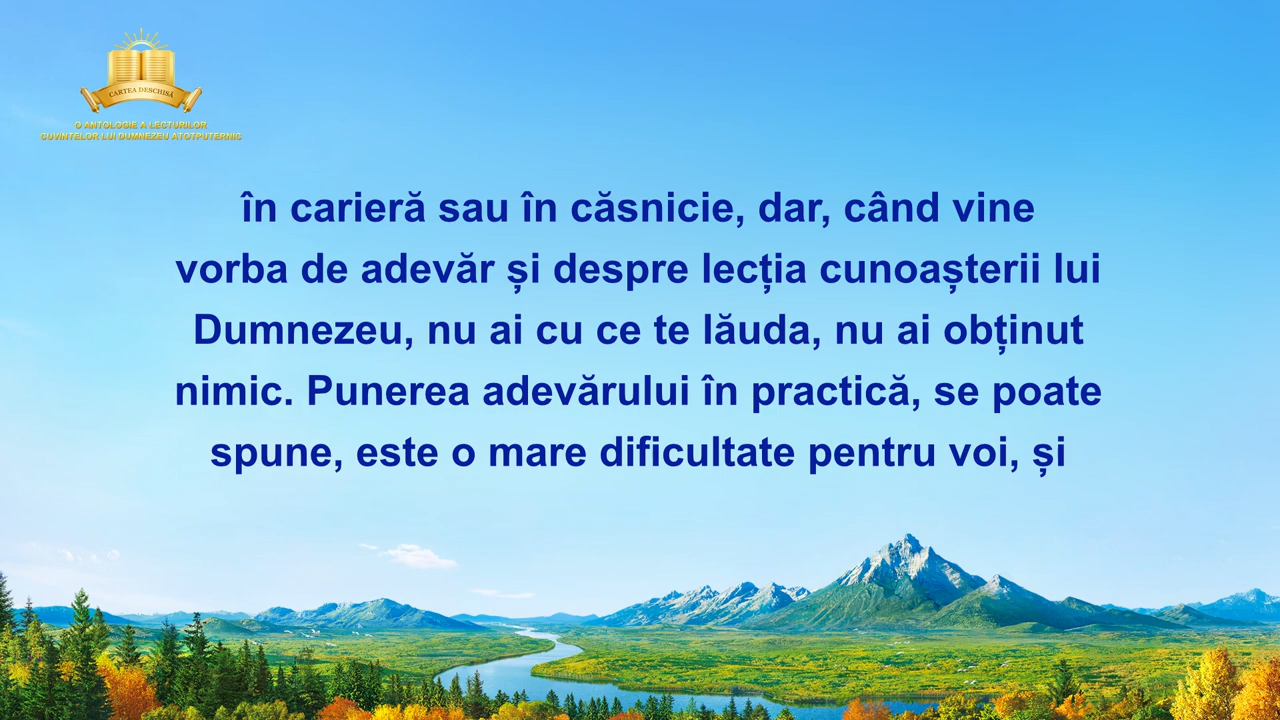 CARTEA DESCHISĂ
O ANTOLOGIE A LECTURILOR
CUVINTELOR LUI DUMNEZEU ATOTPUTERNIC
în carieră sau în căsnicie, dar, când vine
vorba de adevăr și despre lecția cunoașterii lui
Dumnezeu, nu ai cu ce te lăuda, nu ai obținut
nimic. Punerea adevărului în practică, se poate
spune, este o mare dificultate pentru voi, și